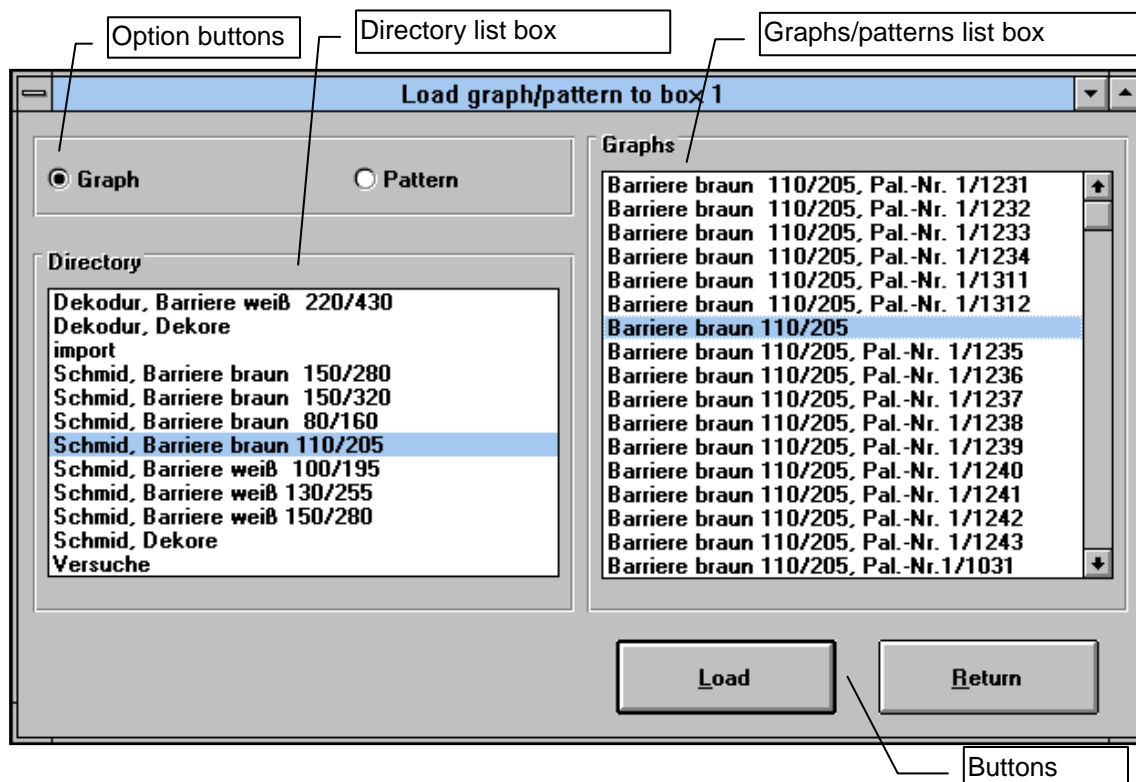 Option buttons
Directory list box
Graphs/patterns list box
Load graph/pattern to box 1
Graph
Pattern
Directory
Dekodur, Barriere weiß  220/430
Dekodur, Dekore
import
Schmid, Barriere braun  150/280
Schmid, Barriere braun  150/320
Schmid, Barriere braun  80/160
Schmid, Barriere braun 110/205
Schmid, Barriere weiß  100/195
Schmid, Barriere weiß 130/255
Schmid, Barriere weiß 150/280
Schmid, Dekore
Versuche
Graphs
Barriere braun  110/205, Pal.-Nr. 1/1231
Barriere braun  110/205, Pal.-Nr. 1/1232
Barriere braun  110/205, Pal.-Nr. 1/1233
Barriere braun  110/205, Pal.-Nr. 1/1234
Barriere braun  110/205, Pal.-Nr. 1/1311
Barriere braun  110/205, Pal.-Nr. 1/1312
Barriere braun 110/205
Barriere braun 110/205, Pal.-Nr. 1/1235
Barriere braun 110/205, Pal.-Nr. 1/1236
Barriere braun 110/205, Pal.-Nr. 1/1237
Barriere braun 110/205, Pal.-Nr. 1/1238
Barriere braun 110/205, Pal.-Nr. 1/1239
Barriere braun 110/205, Pal.-Nr. 1/1240
Barriere braun 110/205, Pal.-Nr. 1/1241
Barriere braun 110/205, Pal.-Nr. 1/1242
Barriere braun 110/205, Pal.-Nr. 1/1243
Barriere braun 110/205, Pal.-Nr.1/1031
Load
Return
Buttons